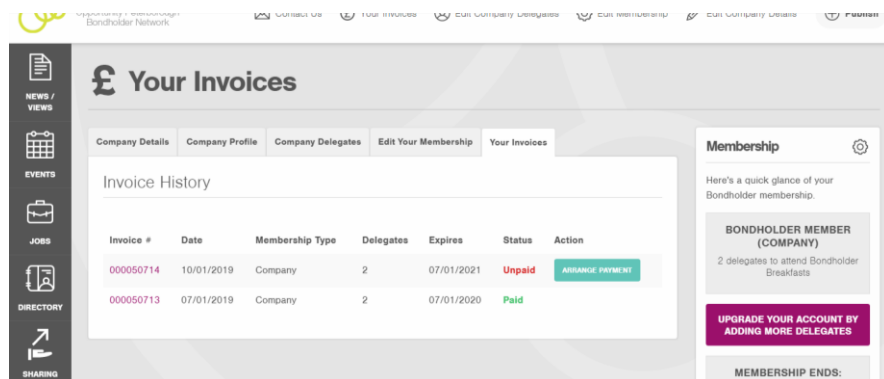 Opportunity Peterborough
Bondholder Network
Contact Us
Your Invoices
Edit Company Delegates
Edit Membership
Edit Company Details
Publish
NEWS /
VIEWS
EVENTS
JOBS
DIRECTORY
SHARING
£ Your Invoices
Company Details Company Profile Company Delegates Edit Your Membership Your Invoices
Invoice History
Invoice # Date Membership Type Delegates Expires Status Action
000050714 10/01/2019 Company 2 07/01/2021 Unpaid ARRANGE PAYMENT
000050713 07/01/2019 Company 2 07/01/2020 Paid
Membership
Here's a quick glance of your
Bondholder membership.
BONDHOLDER MEMBER
(COMPANY)
2 delegates to attend Bondholder
Breakfasts
UPGRADE YOUR ACCOUNT BY
ADDING MORE DELEGATES
MEMBERSHIP ENDS: